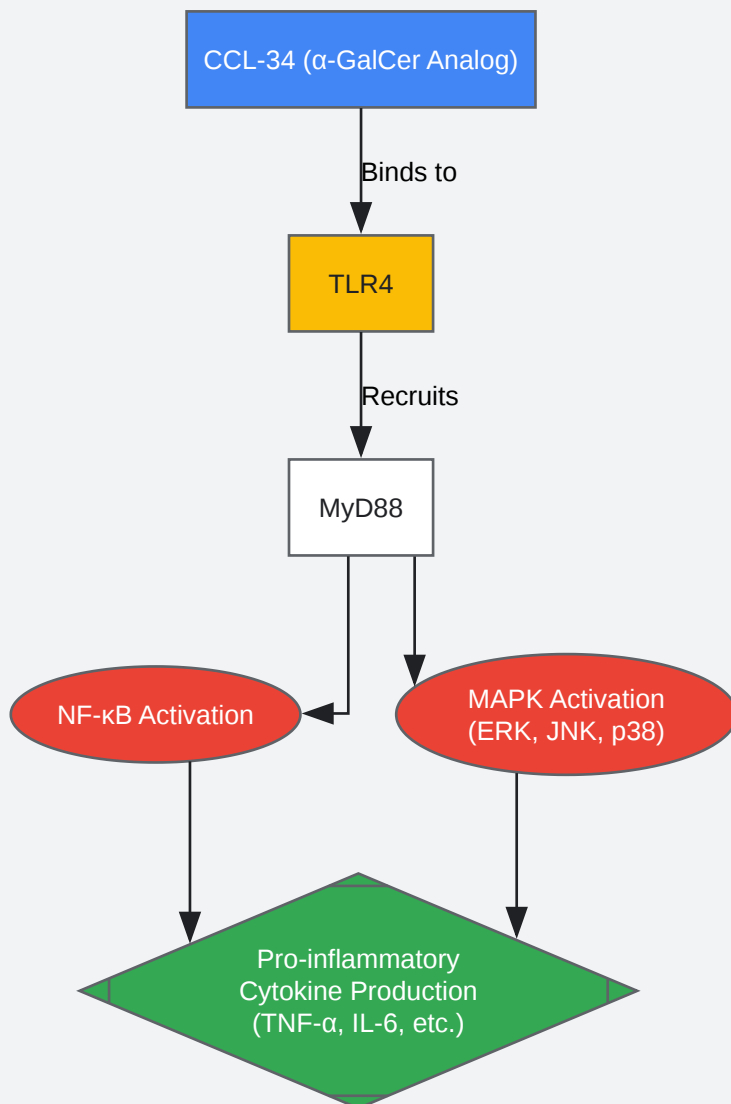 CCL-34 (α-GalCer Analog)
Binds to
TLR4
Recruits
MyD88
NF-κB Activation
MAPK Activation
(ERK, JNK, p38)
Pro-inflammatory
Cytokine Production
(TNF-α, IL-6, etc.)